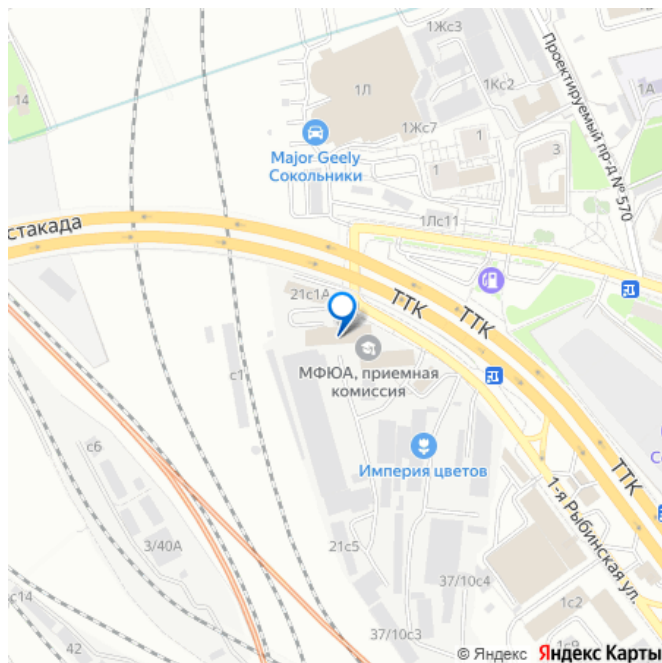 1Жс3
Проектируемый пр-д № 570
14
1Л
1Кс2
1А
1Жс7
1
3
Major Geely
Сокольники
1
1Лс11
стакада
21с1А
ТТК
ТТК
МФЮА, приемная
комиссия
с1
Империя цветов
С
ТТК
с6
1-я Рыбинская ул.
3/40А
21с5
37/10с4
с14
1с2
42
37/10с3
1с9
© Яндекс Яндекс Карты